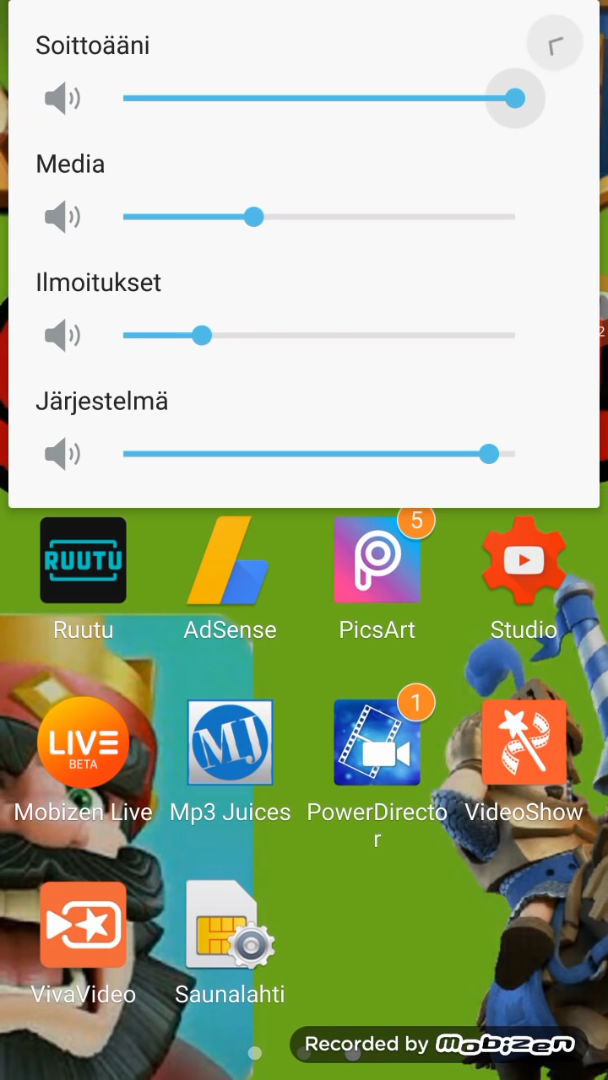 Soittoääni
Media
Ilmoitukset
2
Järjestelmä
5
RUUTU
Ruutu
AdSense
PicsArt
Studio
1
LIVE
BETA
MJ
Mobizen Live
Mp3 Juices
PowerDirecto
r
VideoShow
VivaVideo
Saunalahti
Recorded by Mobizen